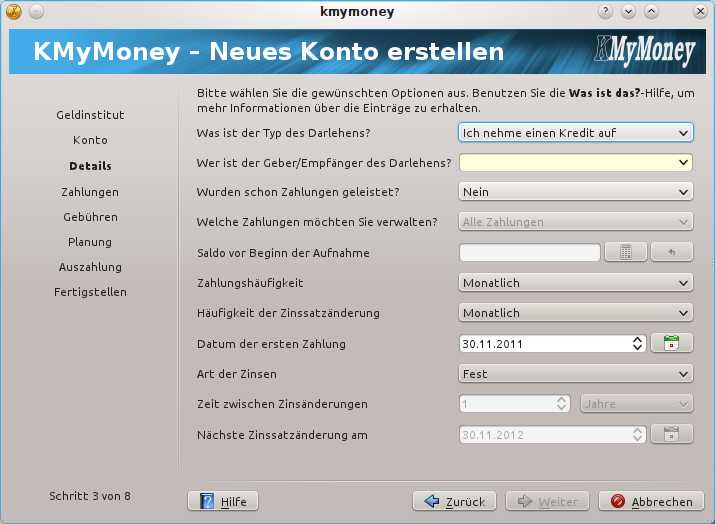 kmymoney
KMyMoney - Neues Konto erstellen
KMyMoney
Geldinstitut
Konto
Details
Zahlungen
Gebühren
Planung
Auszahlung
Fertigstellen
Schritt 3 von 8
Bitte wählen Sie die gewünschten Optionen aus. Benutzen Sie die Was ist das?-Hilfe, um
mehr Informationen über die Einträge zu erhalten.
Was ist der Typ des Darlehens? Ich nehme einen Kredit auf
Wer ist der Geber/Empfänger des Darlehens?
Wurden schon Zahlungen geleistet? Nein
Welche Zahlungen möchten Sie verwalten? Alle Zahlungen
Saldo vor Beginn der Aufnahme
Zahlungshäufigkeit Monatlich
Häufigkeit der Zinssatzänderung Monatlich
Datum der ersten Zahlung 30.11.2011
Art der Zinsen Fest
Zeit zwischen Zinsänderungen 1 Jahre
Nächste Zinssatzänderung am 30.11.2012
Hilfe Zurück Weiter Abbrechen